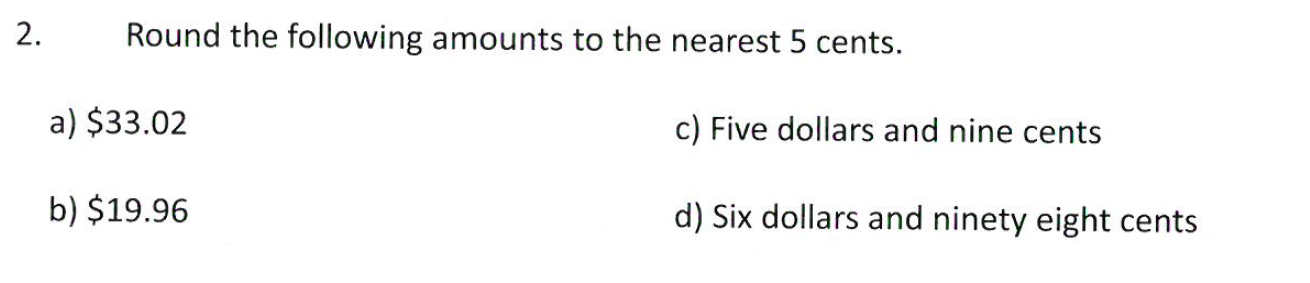 2. Round the following amounts to the nearest 5 cents.
a) $33.02
c) Five dollars and nine cents
b) $19.96
d) Six dollars and ninety eight cents